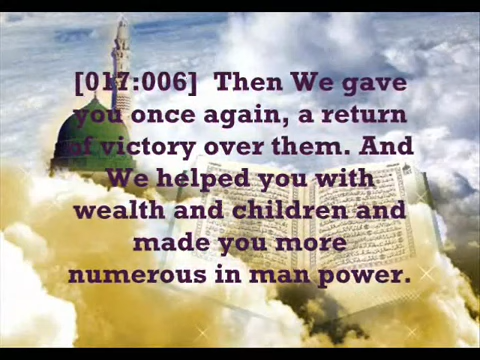 [017:006]  Then We gave
you once again, a return
of victory over them. And
We helped you with
wealth and children and
made you more
numerous in man power.